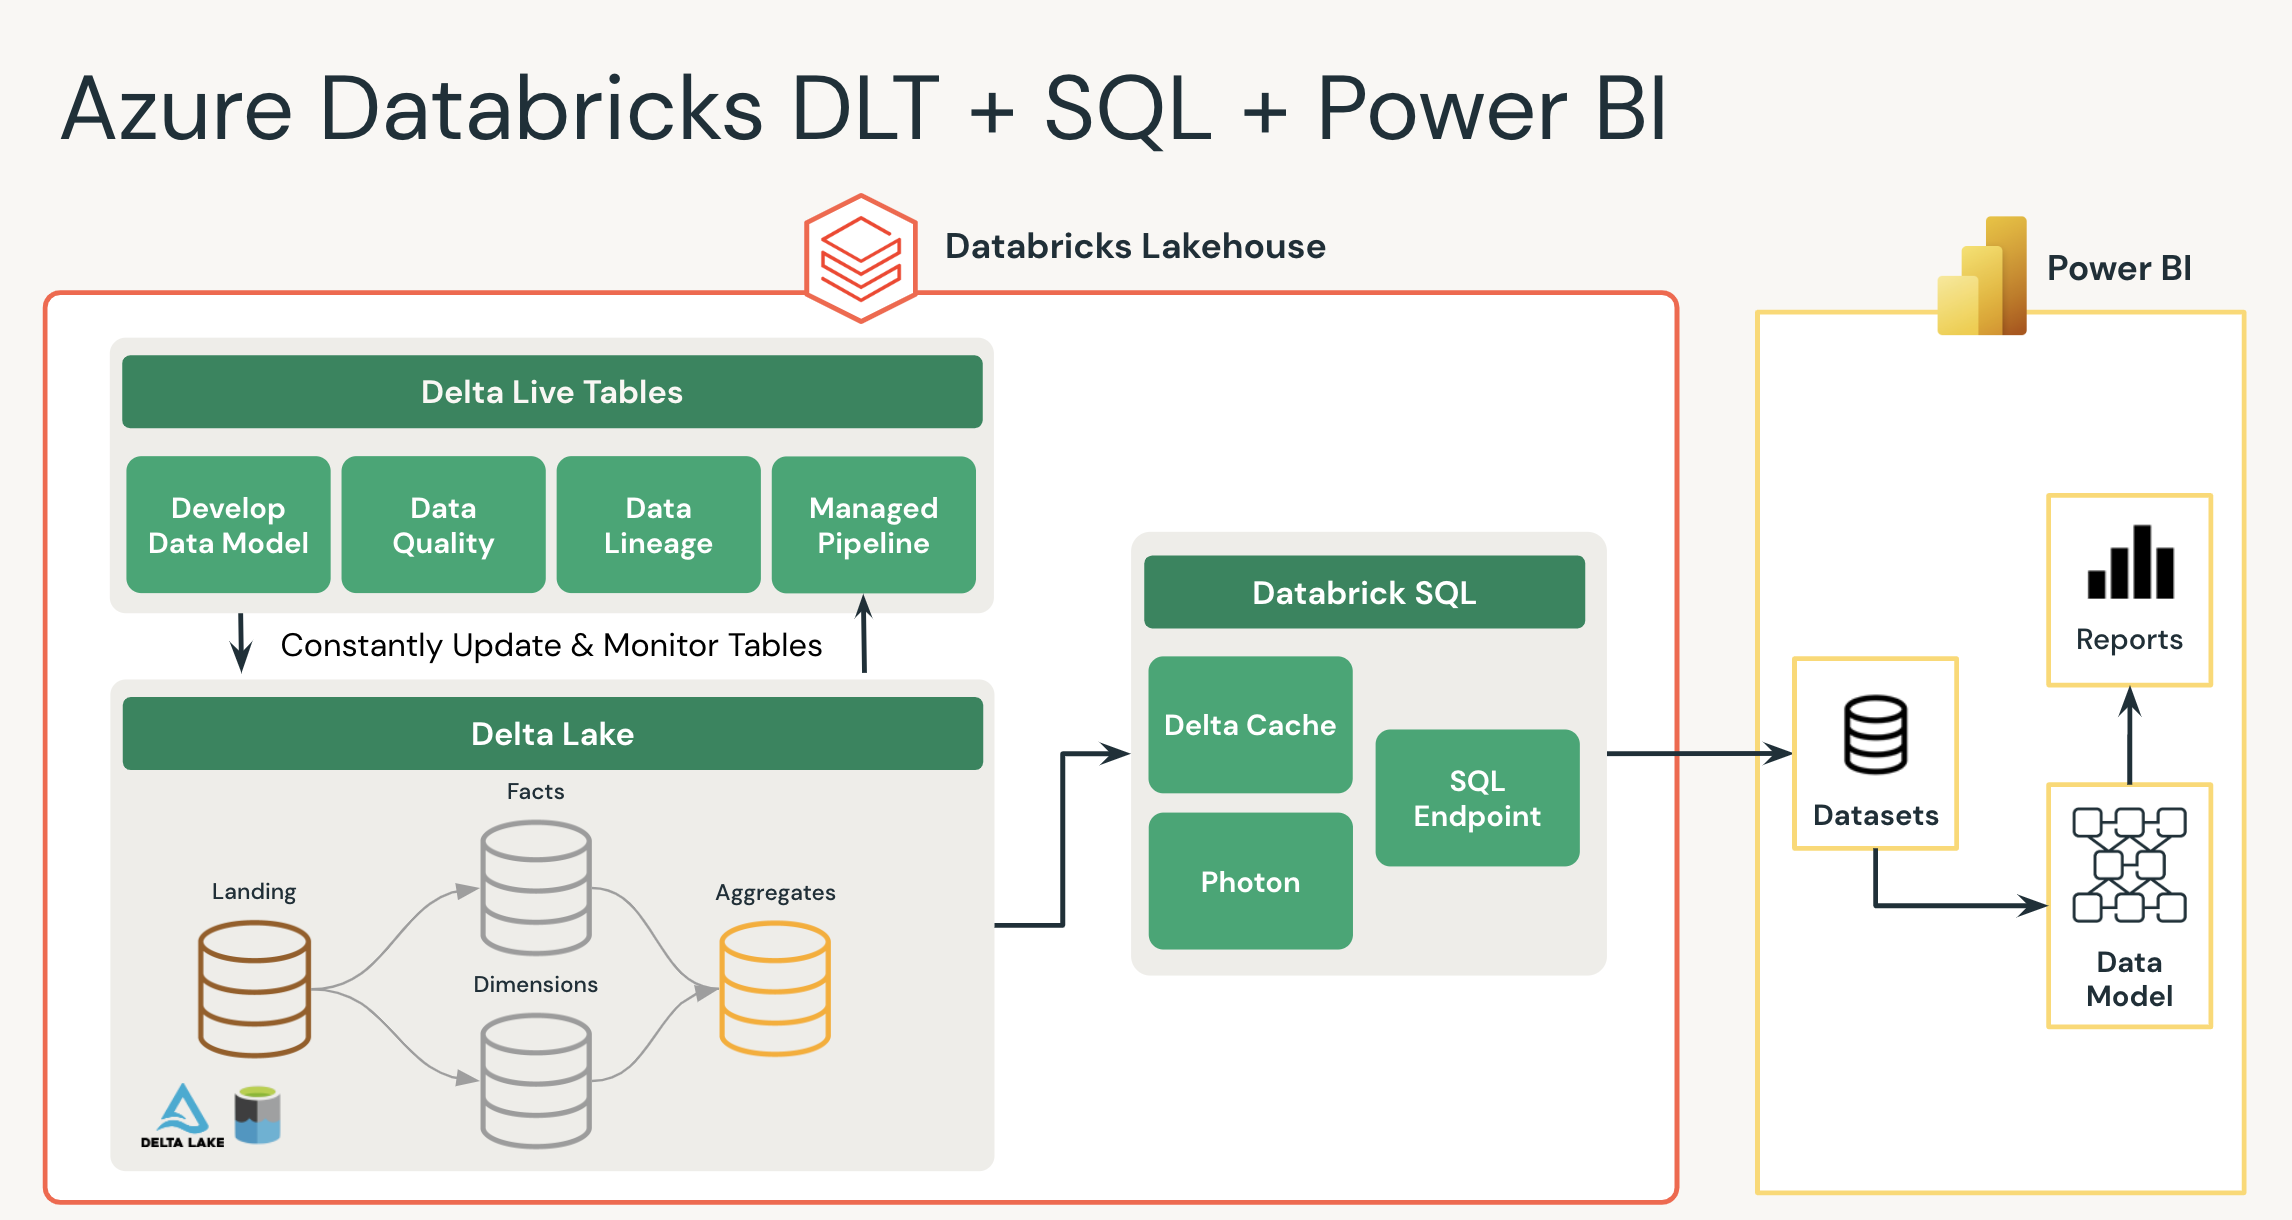 Azure Databricks DLT + SQL + Power BI
Databricks Lakehouse
Power BI
Delta Live Tables
Develop
Data Model
Data
Quality
Data
Lineage
Managed
Pipeline
Constantly Update & Monitor Tables
Delta Lake
Facts
Landing
Aggregates
Dimensions
DELTA LAKE
Databrick SQL
Delta Cache
SQL
Endpoint
Photon
Datasets
Reports
Data
Model